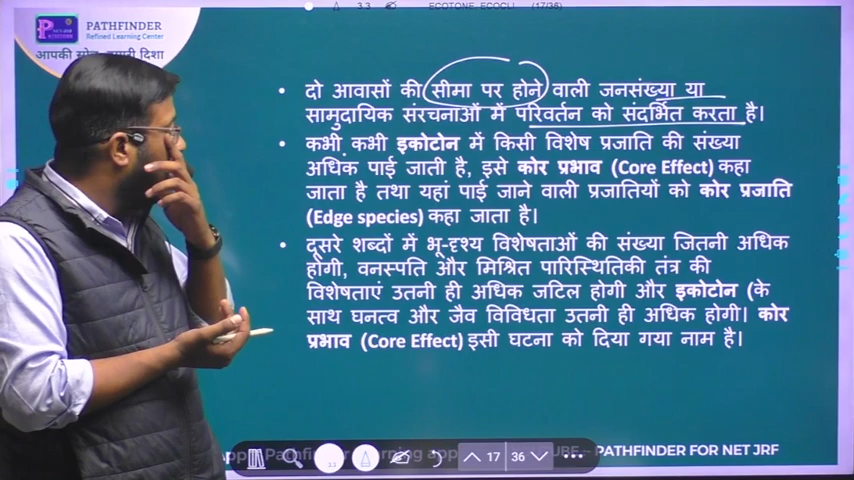 3.3 ECOTONE ECOCLI (17/36)
PATHFINDER
Refined Learning Center
आपकी दिशा
• दो आवासों की सीमा पर होने वाली जनसंख्या या
सामुदायिक संरचनाओं में परिवर्तन को संदर्भित करता है।
• कभी कभी इकोटोन में किसी विशेष प्रजाति की संख्या
अधिक पाई जाती है, इसे कोर प्रभाव (Core Effect) कहा
जाता है तथा यहां पाई जाने वाली प्रजातियों को कोर प्रजाति
(Edge species) कहा जाता है।
• दूसरे शब्दों में भू-दृश्य विशेषताओं की संख्या जितनी अधिक
होगी, वनस्पति और मिश्रित पारिस्थितिकी तंत्र की
विशेषताएं उतनी ही अधिक जटिल होगी और इकोटोन (के
साथ घनत्व और जैव विविधता उतनी ही अधिक होगी। कोर
प्रभाव (Core Effect) इसी घटना को दिया गया नाम है।
PATHFINDER FOR NET JRF
17 36